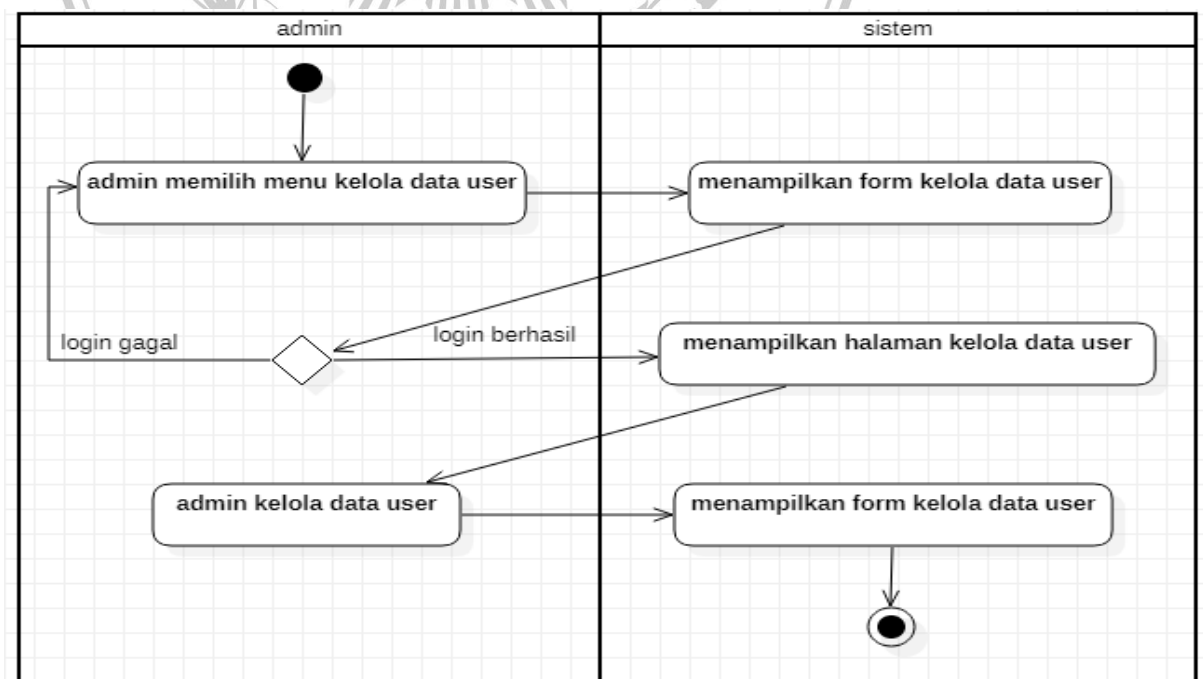 admin
sistem
admin memilih menu kelola data user
menampilkan form kelola data user
login gagal
login berhasil
menampilkan halaman kelola data user
admin kelola data user
menampilkan form kelola data user